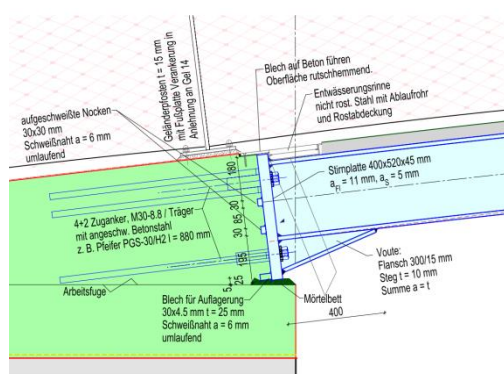 Geländerpfosten t = 15 mm
mit Fußplatte Verankerung in
Anlehnung an Gel 14
Blech auf Beton führen
Oberfläche rutschhemmend.
Entwässerungsrinne
nicht rost. Stahl mit Ablaufrohr
und Rostabdeckung
aufgeschweißte Nocken
30x30 mm
Schweißnaht a = 6 mm
umlaufend
180
Stirnplatte 400x520x45 mm
aFl = 11 mm, aS = 5 mm
30
65
30
4+2 Zuganker, M30-8.8 / Träger
mit angeschw. Betonstahl
z. B. Pfeifer PGS-30/H2 l = 880 mm
195
Voute:
Flansch 300/15 mm
Steg t = 10 mm
Summe a = t
Arbeitsfuge
25
5
Blech für Auflagerung
30x4.5 mm t = 25 mm
Schweißnaht a = 6 mm
umlaufend
Mörtelbett
400